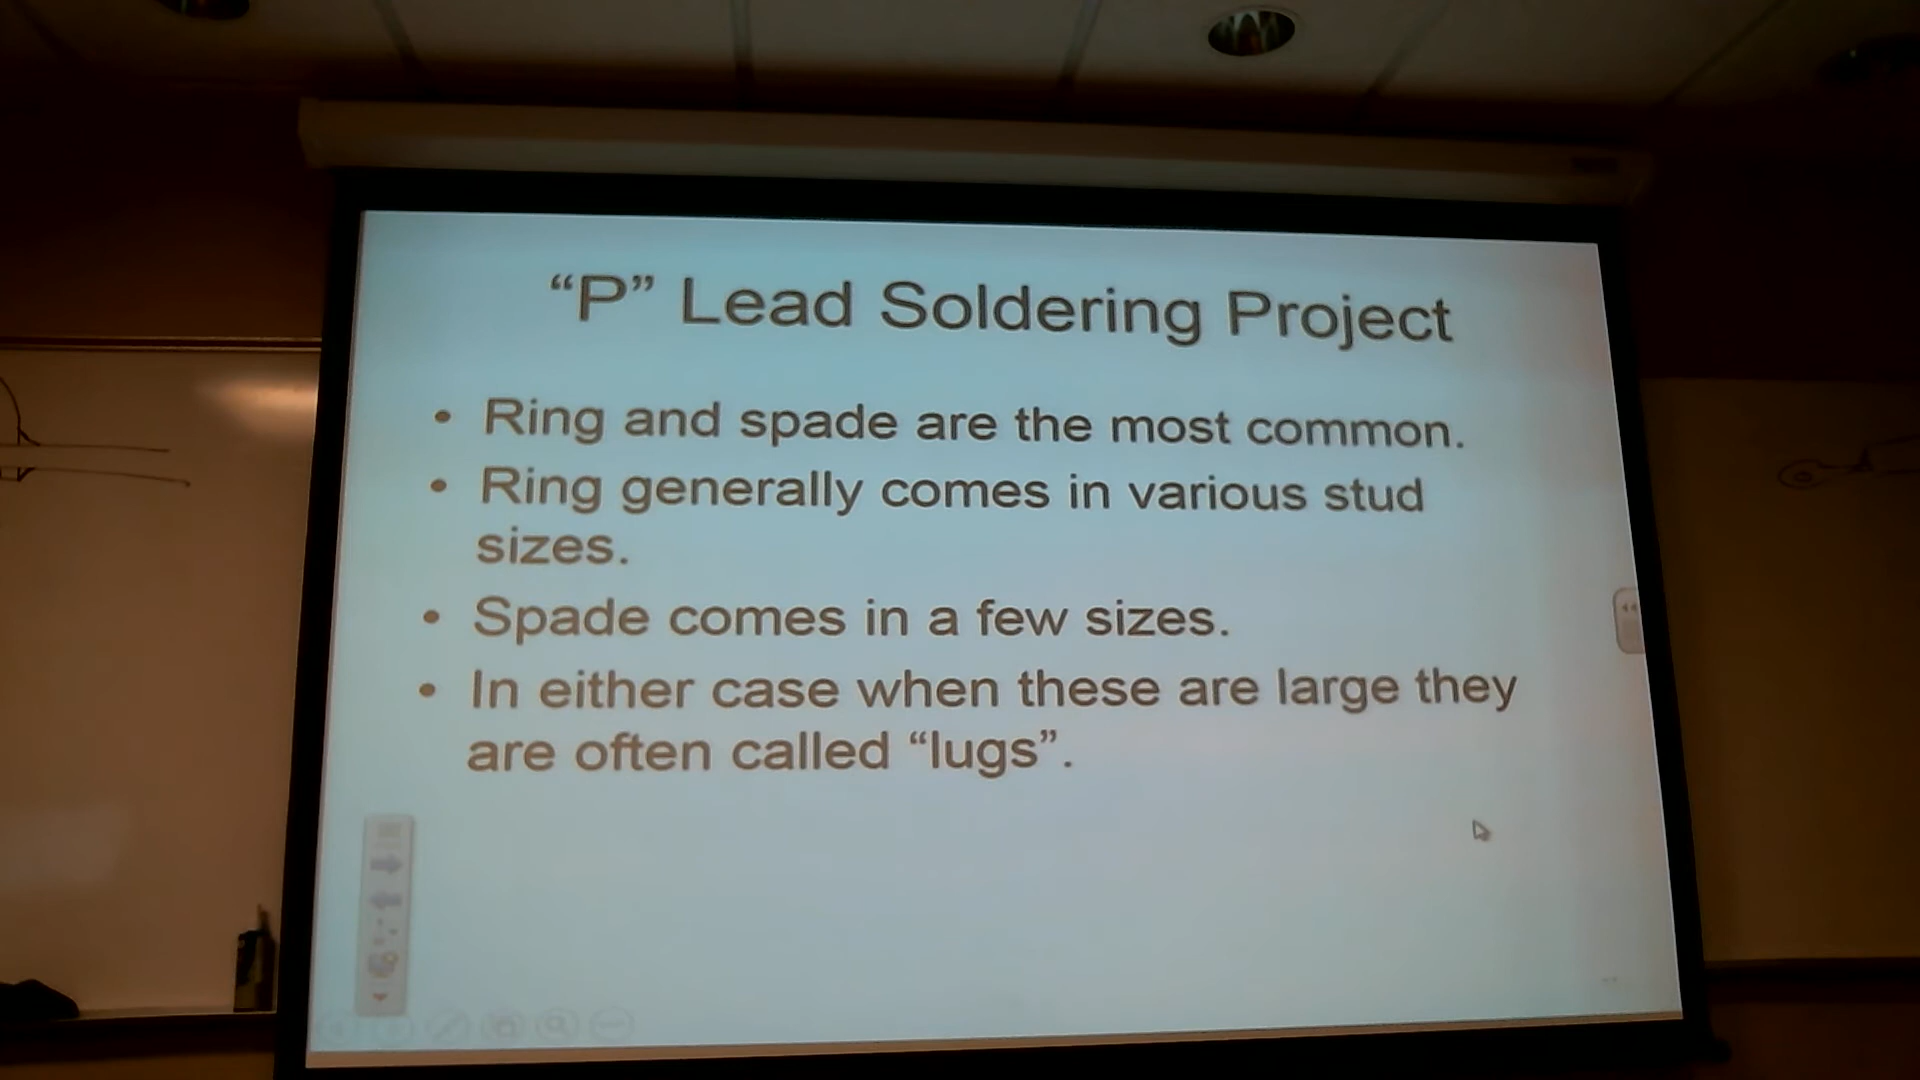 “P” Lead Soldering Project
• Ring and spade are the most common.
• Ring generally comes in various stud
sizes.
• Spade comes in a few sizes.
• In either case when these are large they
are often called “lugs”.